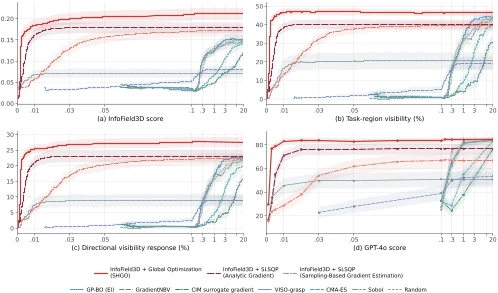 0.20
0.15
0.10
0.05
0.00
0 .01 .03 .05 .1 .3 1 3 20
(a) InfoField3D score
50
40
30
20
10
0
0 .01 .03 .05 .1 .3 1 3 20
(b) Task-region visibility (%)
30
25
20
15
10
5
0
0 .01 .03 .05 .1 .3 1 3 20
(c) Directional visibility response (%)
80
60
40
20
0 .01 .03 .05 .1 .3 1 3 20
(d) GPT-4o score
InfoField3D + Global Optimization
(SHGO)
InfoField3D + SLSQP
(Analytic Gradient)
InfoField3D + SLSQP
(Sampling-Based Gradient Estimation)
GP-BO (EI) GradientNBV CIM surrogate gradient VISO-grasp CMA-ES Sobol Random